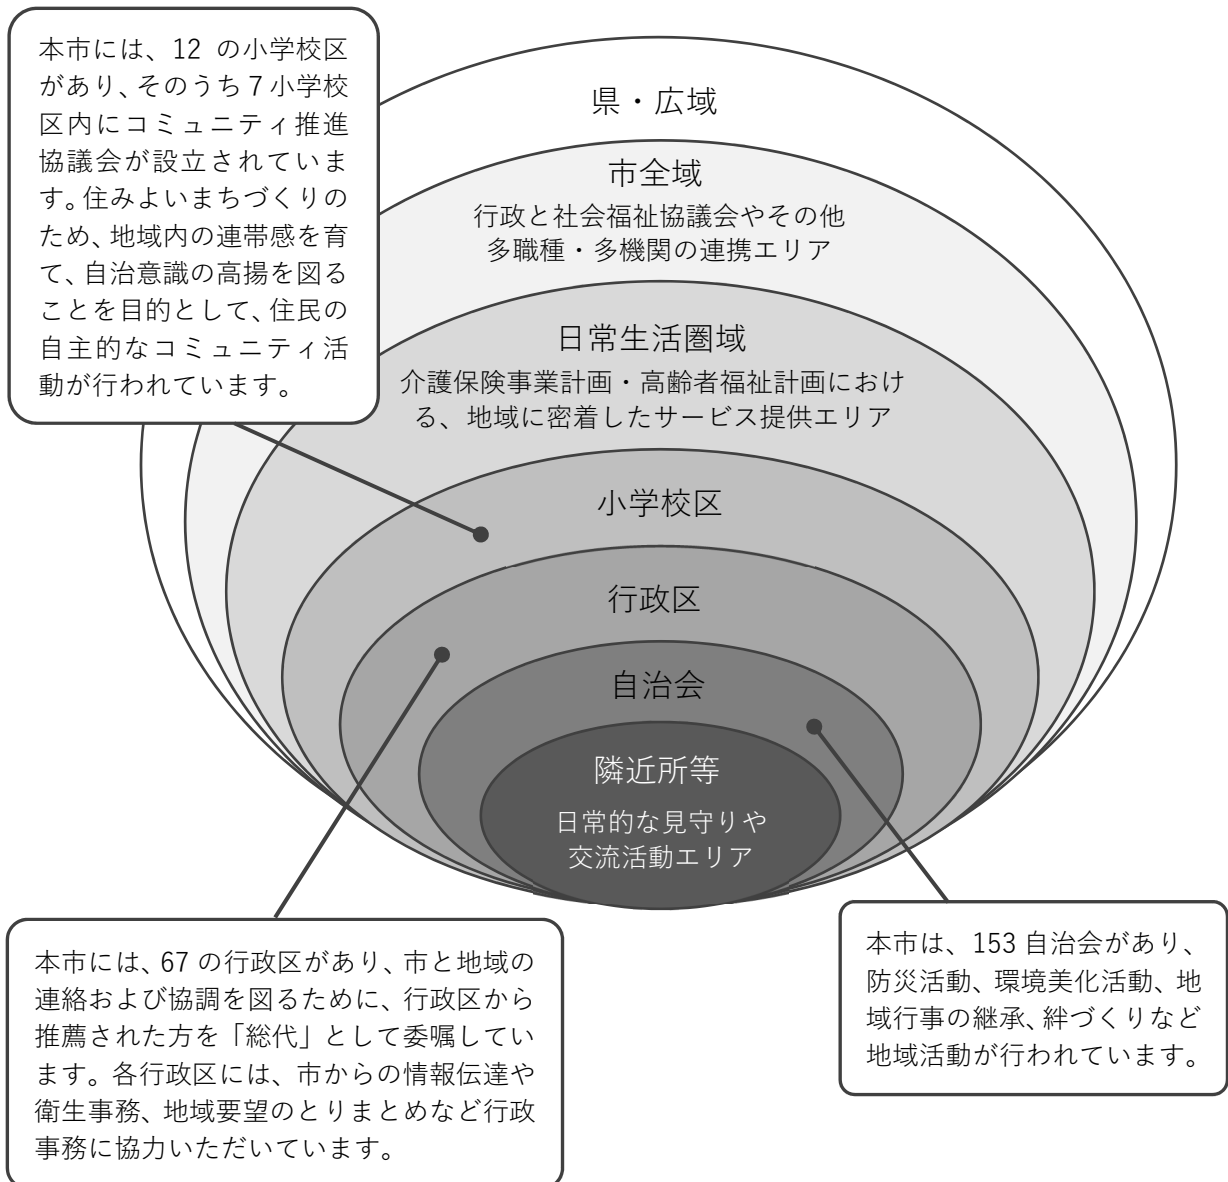 本市には、12 の小学校区
があり、そのうち７小学校
区内にコミュニティ推進
協議会が設立されていま
す。住みよいまちづくりの
ため、地域内の連帯感を育
て、自治意識の高揚を図る
ことを目的として、住民の
自主的なコミュニティ活
動が行われています。
県・広域
市全域
行政と社会福祉協議会やその他
多職種・多機関の連携エリア
日常生活圏域
介護保険事業計画・高齢者福祉計画におけ
る、地域に密着したサービス提供エリア
小学校区
行政区
自治会
隣近所等
日常的な見守りや
交流活動エリア
本市には、67 の行政区があり、市と地域の
連絡および協調を図るために、行政区から
推薦された方を「総代」として委嘱してい
ます。各行政区には、市からの情報伝達や
衛生事務、地域要望のとりまとめなど行政
事務に協力いただいています。
本市は、153 自治会があり、
防災活動、環境美化活動、地
域行事の継承、絆づくりなど
地域活動が行われています。